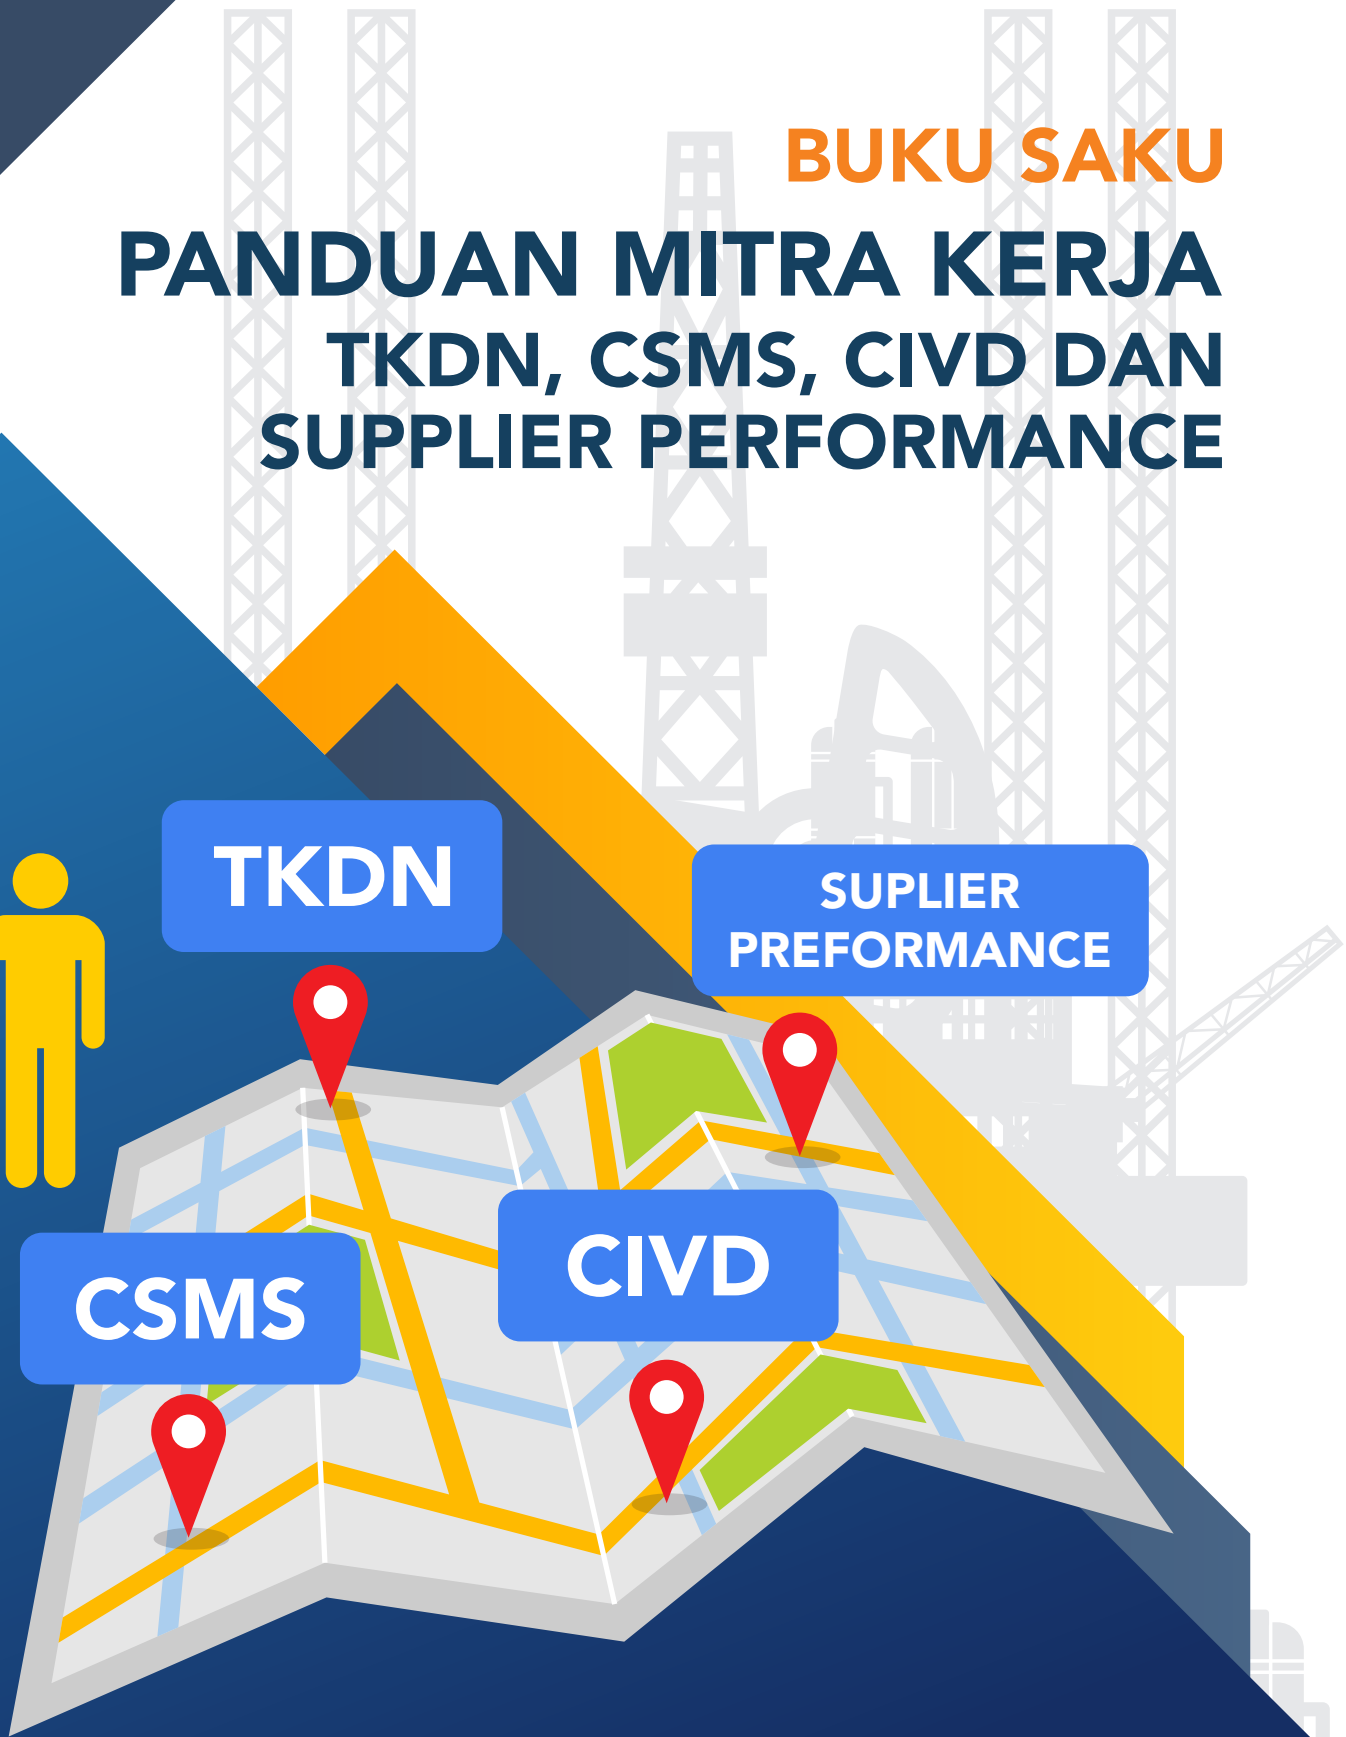 BUKU SAKU
PANDUAN MITRA KERJA
TKDN, CSMS, CIVD DAN
SUPPLIER PERFORMANCE
TKDN
SUPLIER
PREFORMANCE
CIVD
CSMS